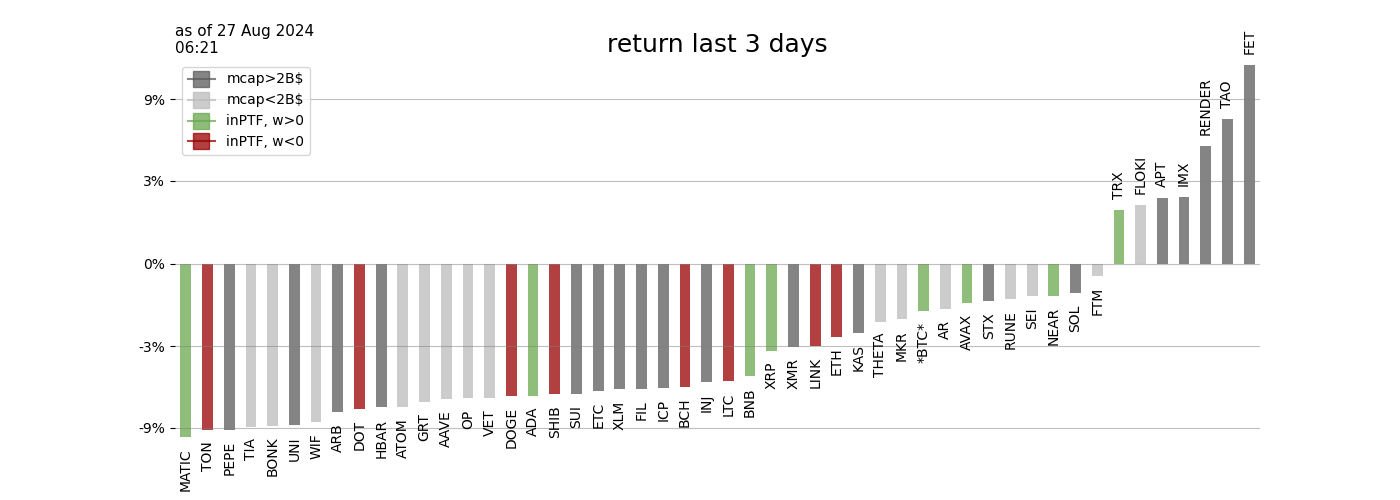 as of 27 Aug 2024
06:21
return last 3 days
mcap>2B$
mcap<2B$
inPTF, w>0
inPTF, w<0
9%
3%
0%
-3%
-9%
MATIC
TON
PEPE
TIA
BONK
UNI
WIF
ARB
DOT
HBAR
ATOM
GRT
AAVE
OP
VET
DOGE
ADA
SHIB
SUI
ETC
XLM
FIL
ICP
BCH
INJ
LTC
BNB
XRP
XMR
LINK
ETH
KAS
THETA
MKR
*BTC*
AR
AVAX
STX
RUNE
SEI
NEAR
SOL
FTM
TRX
FLOKI
APT
IMX
RENDER
TAO
FET